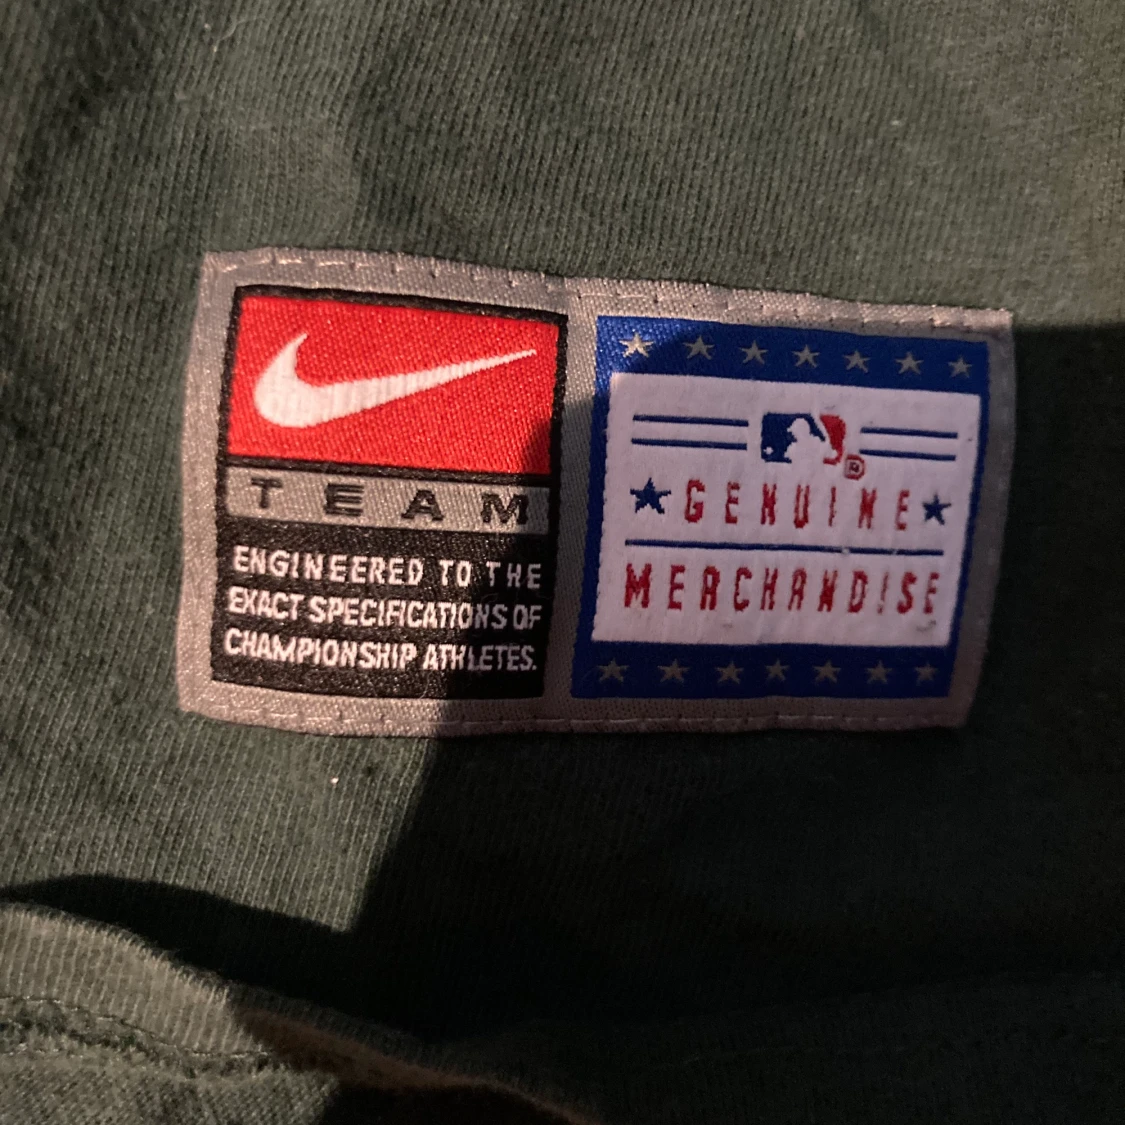 TEAM
ENGINEERED TO THE
EXACT SPECIFICATIONS OF
CHAMPIONSHIP ATHLETES.
®
GENUINE
MERCHANDISE